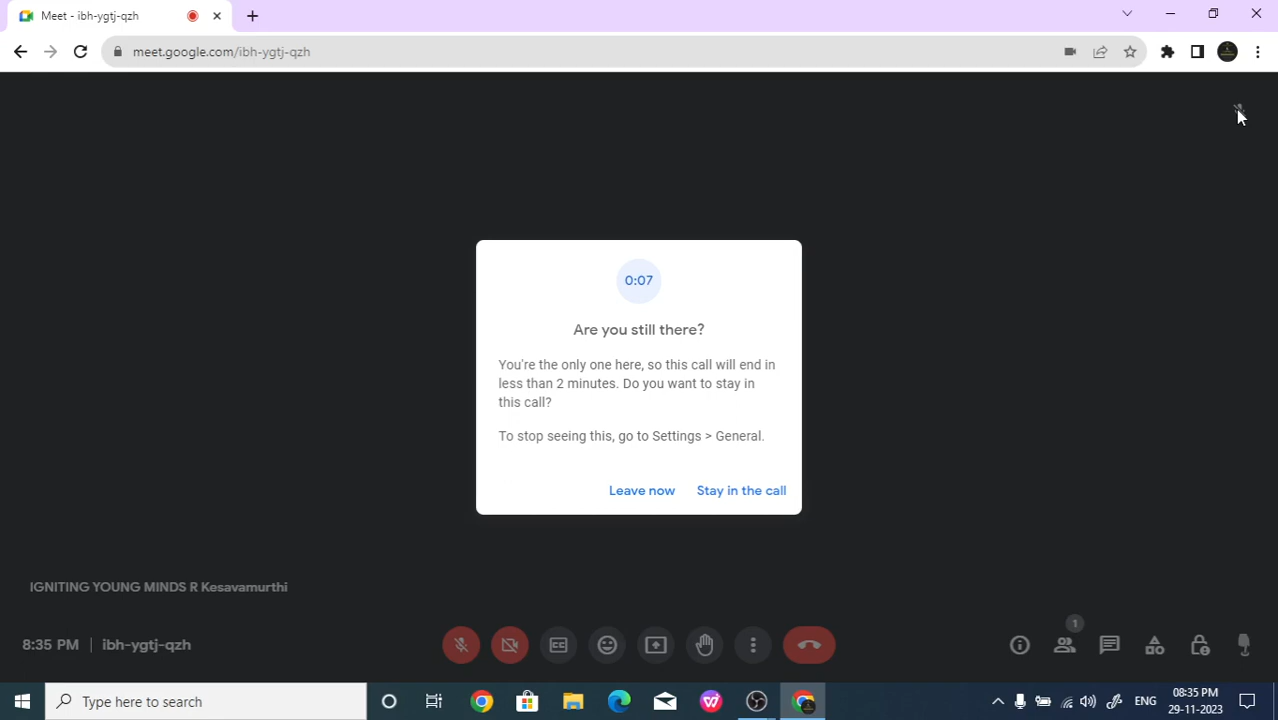 Meet - ibh-ygtj-qzh
meet.google.com/ibh-ygtj-qzh
0:07
Are you still there?
You're the only one here, so this call will end in
less than 2 minutes. Do you want to stay in
this call?
To stop seeing this, go to Settings > General.
Leave now Stay in the call
IGNITING YOUNG MINDS R Kesavamurthi
8:35 PM | ibh-ygtj-qzh
CC
1
Type here to search
ENG
08:35 PM
29-11-2023